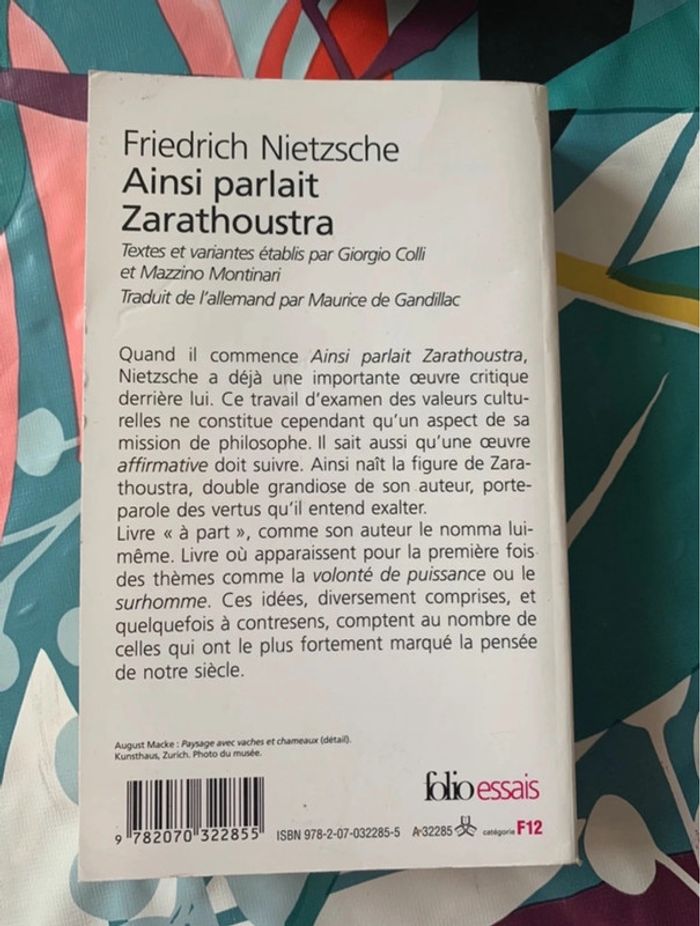 Friedrich Nietzsche
Ainsi parlait
Zarathoustra
Textes et variantes établis par Giorgio Colli
et Mazzino Montinari
Traduit de l'allemand par Maurice de Gandillac
Quand il commence Ainsi parlait Zarathoustra,
Nietzsche a déjà une importante œuvre critique
derrière lui. Ce travail d'examen des valeurs cultu-
relles ne constitue cependant qu'un aspect de sa
mission de philosophe. Il sait aussi qu'une œuvre
affirmative doit suivre. Ainsi naît la figure de Zara-
thoustra, double grandiose de son auteur, porte-
parole des vertus qu'il entend exalter.
Livre « à part », comme son auteur le nomma lui-
même. Livre où apparaissent pour la première fois
des thèmes comme la volonté de puissance ou le
surhomme. Ces idées, diversement comprises, et
quelquefois à contresens, comptent au nombre de
celles qui ont le plus fortement marqué la pensée
de notre siècle.
August Macke : Paysage avec vaches et chameaux (détail).
Kunsthaus, Zurich. Photo du musée.
folio essais
9 782070 322855 ISBN 978-2-07-032285-5 A•32285 catégorie F12